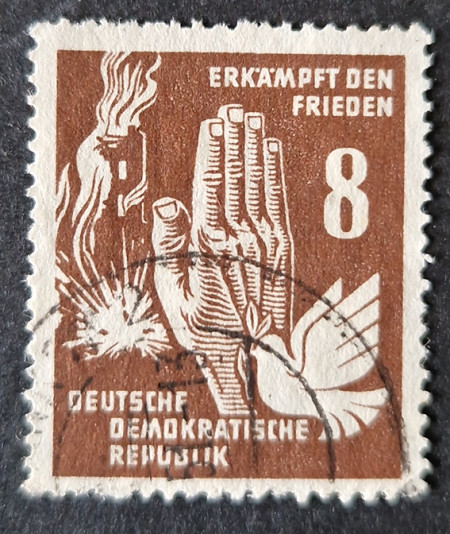 ERKÄMPFT DEN
FRIEDEN
8
DEUTSCHE
DEMOKRATISCHE
REPUBLIK